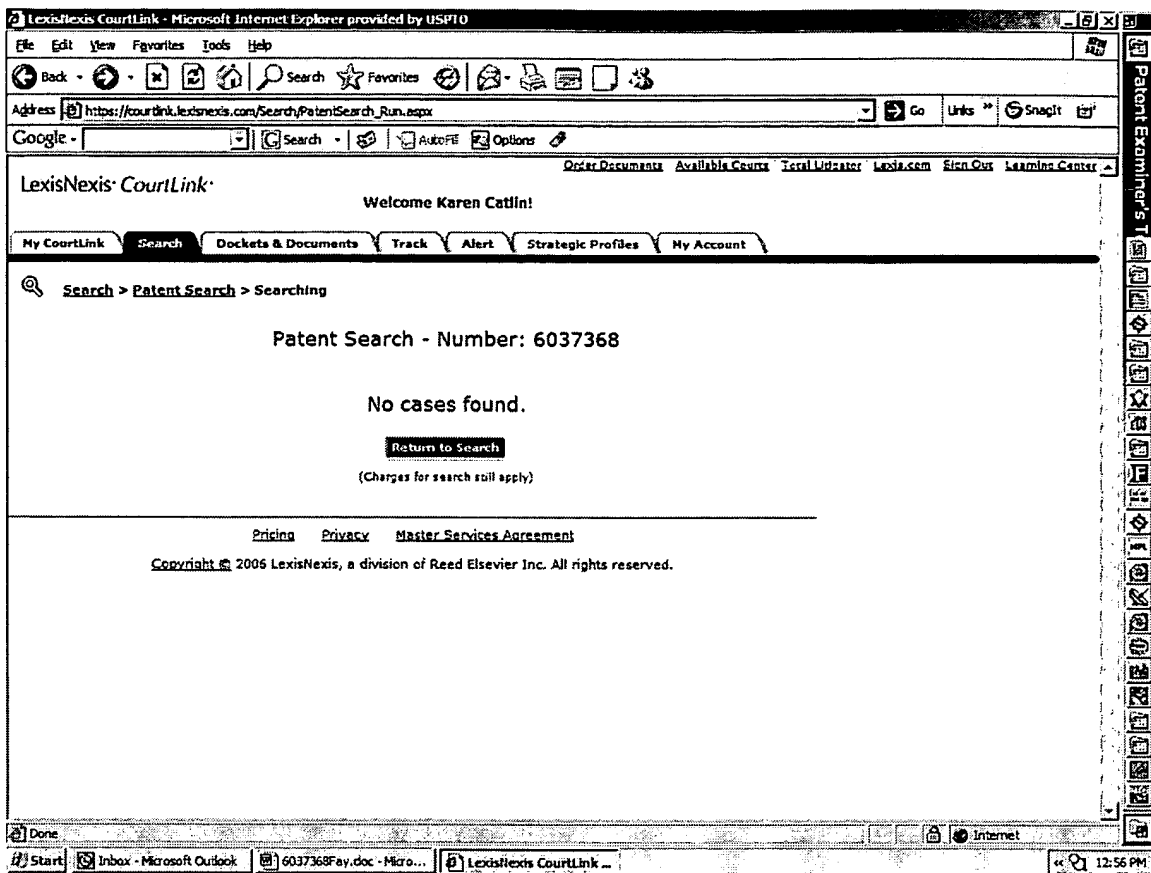 LexisNexis CourtLink - Microsoft Internet Explorer provided by USPTO
File Edit View Favorites Tools Help
Back Search Favorites
Address https://courtlink.lexisnexis.com/Search/PatentSearch_Run.aspx Go Links » SnagIt
Google - Search AutoFill Options
Order Documents Available Courts Total Litigator Lexis.com Sign Out Learning Center
LexisNexis CourtLink
Welcome Karen Catlin!
My CourtLink Search Dockets & Documents Track Alert Strategic Profiles My Account
Search > Patent Search > Searching
Patent Search - Number: 6037368
No cases found.
Return to Search
(Charges for search still apply)
Pricing Privacy Master Services Agreement
Copyright © 2006 LexisNexis, a division of Reed Elsevier Inc. All rights reserved.
Done Internet
Start Inbox - Microsoft Outlook 6037368Fay.doc - Micro... LexisNexis CourtLink ... « 12:56 PM
Patent Examiner's T